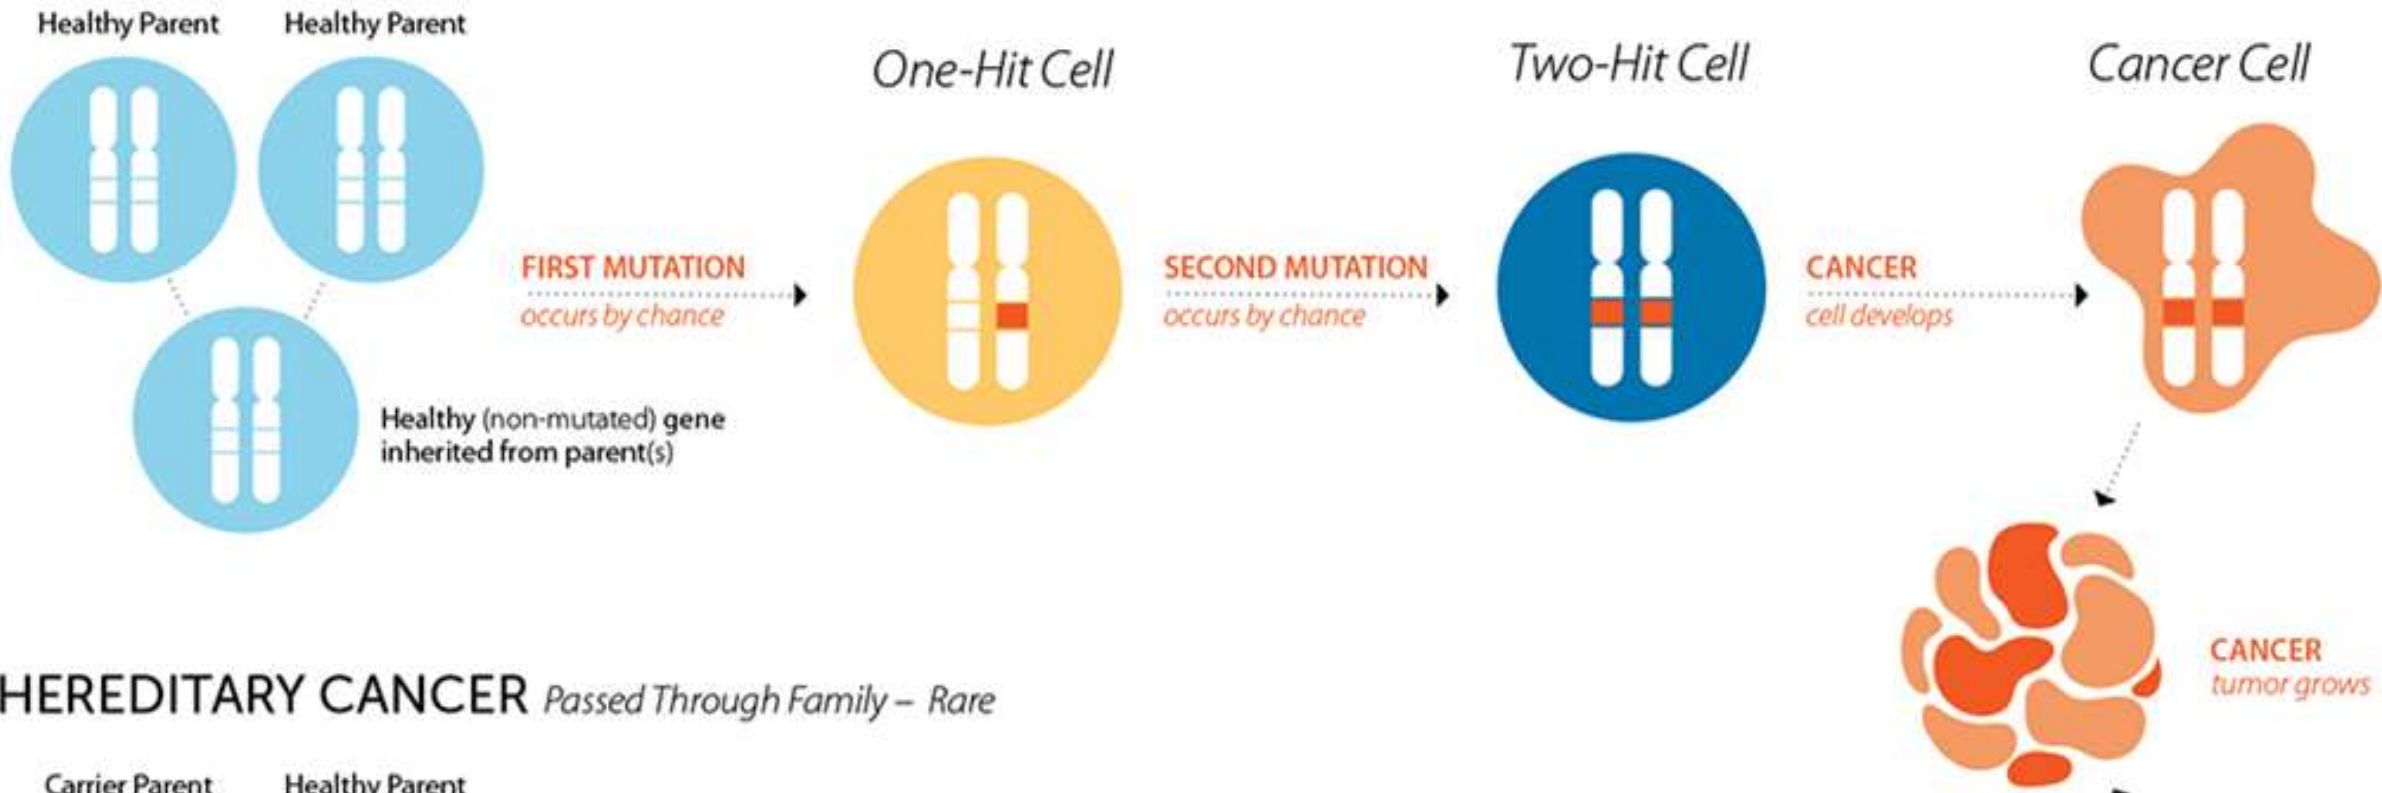 Healthy Parent
Healthy Parent
One-Hit Cell
Two-Hit Cell
Cancer Cell
FIRST MUTATION
occurs by chance
SECOND MUTATION
occurs by chance
CANCER
cell develops
Healthy (non-mutated) gene
inherited from parent(s)
CANCER
tumor grows
HEREDITARY CANCER Passed Through Family – Rare
Carrier Parent
Healthy Parent